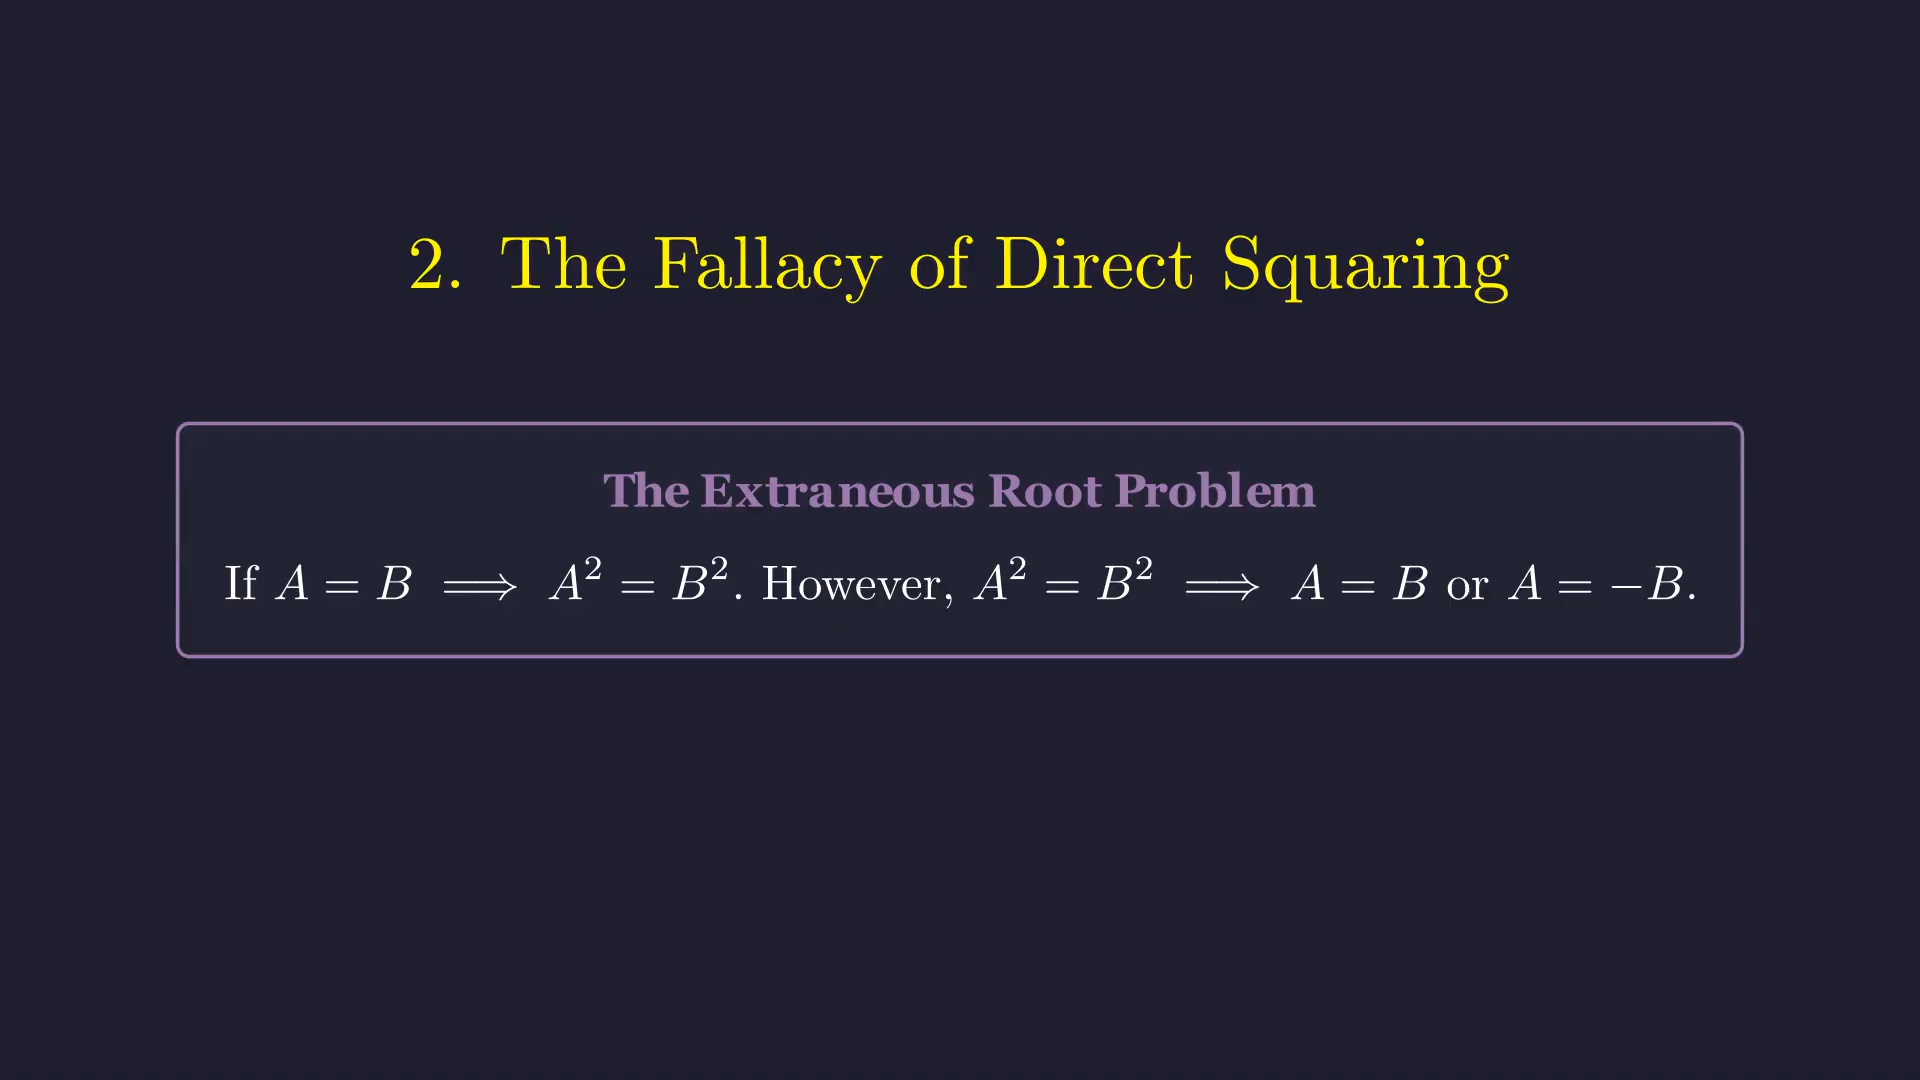 2. The Fallacy of Direct Squaring
The Extraneous Root Problem
If A = B ⟹ A² = B². However, A² = B² ⟹ A = B or A = −B.